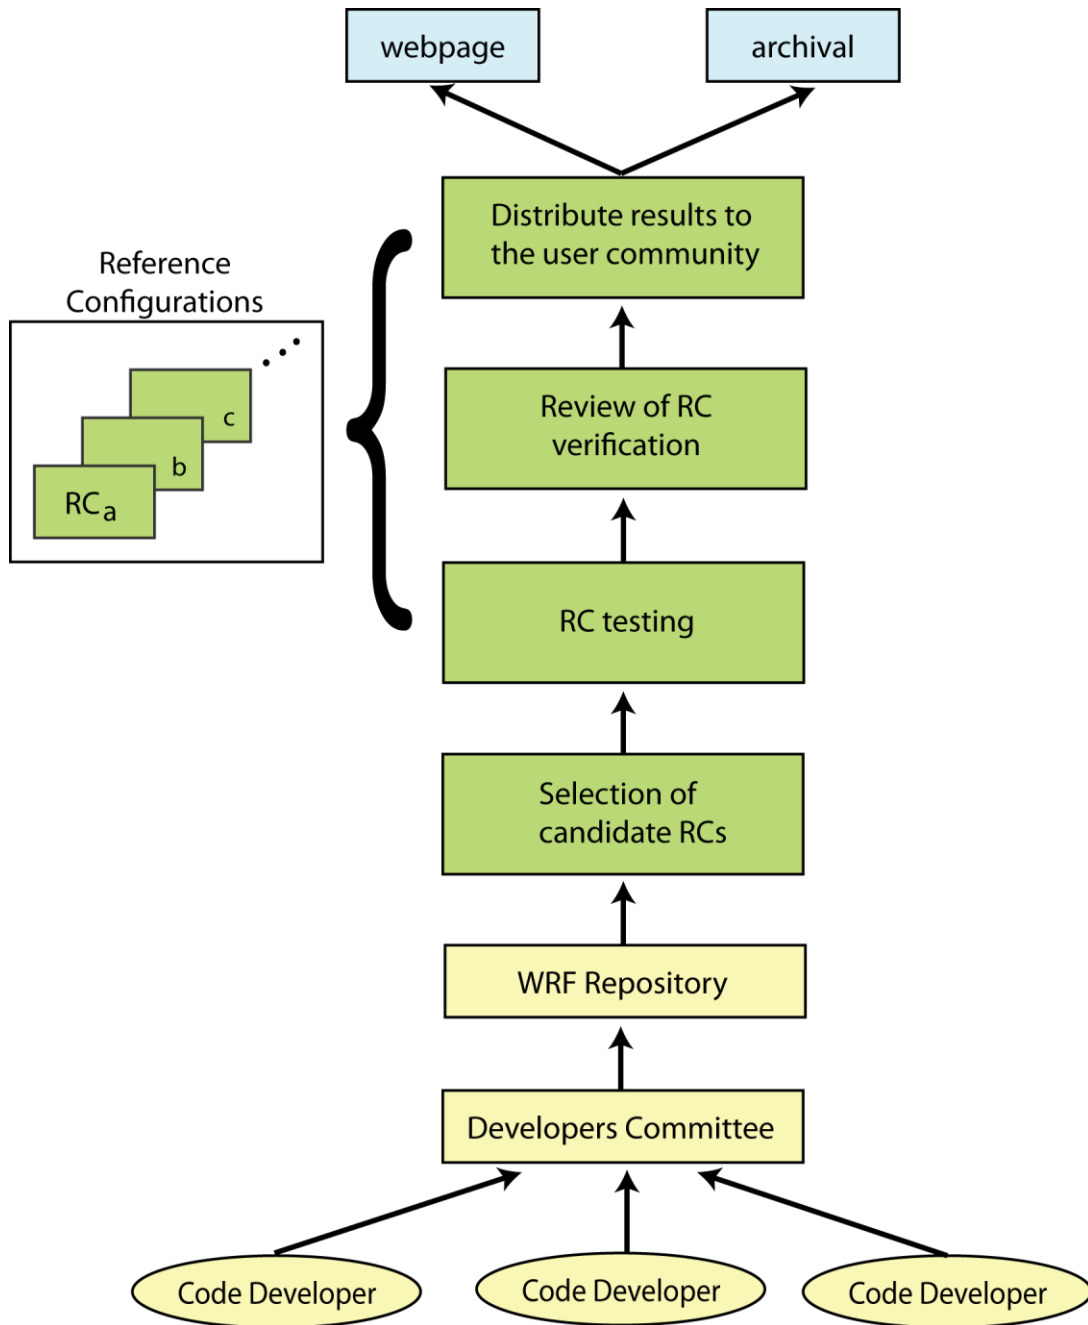 webpage
archival
Distribute results to
the user community
Reference
Configurations
c
b
RCa
Review of RC
verification
RC testing
Selection of
candidate RCs
WRF Repository
Developers Committee
Code Developer
Code Developer
Code Developer